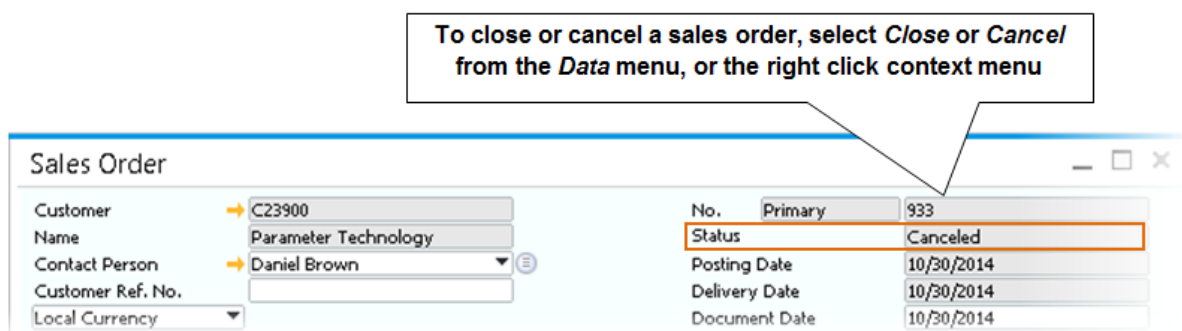 To close or cancel a sales order, select Close or Cancel
from the Data menu, or the right click context menu
Sales Order
Customer C23900 No. Primary 933
Name Parameter Technology Status Canceled
Contact Person Daniel Brown Posting Date 10/30/2014
Customer Ref. No. Delivery Date 10/30/2014
Local Currency Document Date 10/30/2014